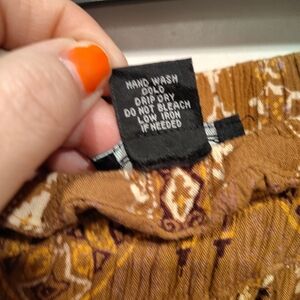 HAND WASH
COLD
DRIP DRY
DO NOT BLEACH
LOW IRON
IF NEEDED